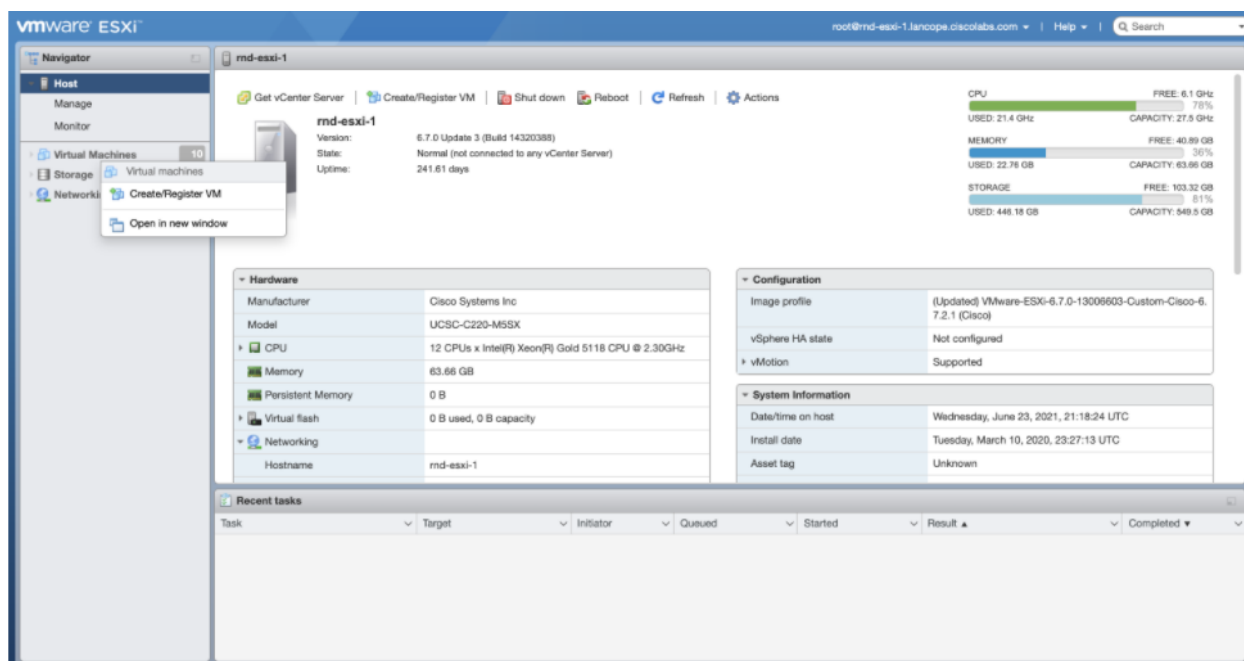 vmware ESXi™
root@rnd-esxi-1.lancope.ciscolabs.com | Help | Search
Navigator
Host
Manage
Monitor
Virtual Machines 10
Storage
Networki
Virtual machines
Create/Register VM
Open in new window
rnd-esxi-1
Get vCenter Server | Create/Register VM | Shut down Reboot | Refresh | Actions
rnd-esxi-1
Version: 6.7.0 Update 3 (Build 14320388)
State: Normal (not connected to any vCenter Server)
Uptime: 241.61 days
CPU FREE: 6.1 GHz
78%
USED: 21.4 GHz CAPACITY: 27.5 GHz
MEMORY FREE: 40.89 GB
36%
USED: 22.76 GB CAPACITY: 63.66 GB
STORAGE FREE: 103.32 GB
81%
USED: 446.18 GB CAPACITY: 549.5 GB
Hardware
Manufacturer Cisco Systems Inc
Model UCSC-C220-M5SX
CPU 12 CPUs x Intel(R) Xeon(R) Gold 5118 CPU @ 2.30GHz
Memory 63.66 GB
Persistent Memory 0 B
Virtual flash 0 B used, 0 B capacity
Networking
Hostname rnd-esxi-1
Configuration
Image profile (Updated) VMware-ESXi-6.7.0-13006603-Custom-Cisco-6.
7.2.1 (Cisco)
vSphere HA state Not configured
vMotion Supported
System Information
Date/time on host Wednesday, June 23, 2021, 21:18:24 UTC
Install date Tuesday, March 10, 2020, 23:27:13 UTC
Asset tag Unknown
Recent tasks
Task Target Initiator Queued Started Result ▲ Completed ▼